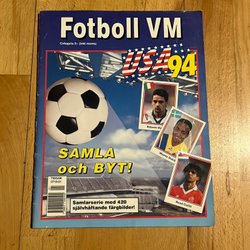 Fotboll VM
USA 94
SAMLA
och BYT!
Samlarserie med 420
självhäftande färgbilder!